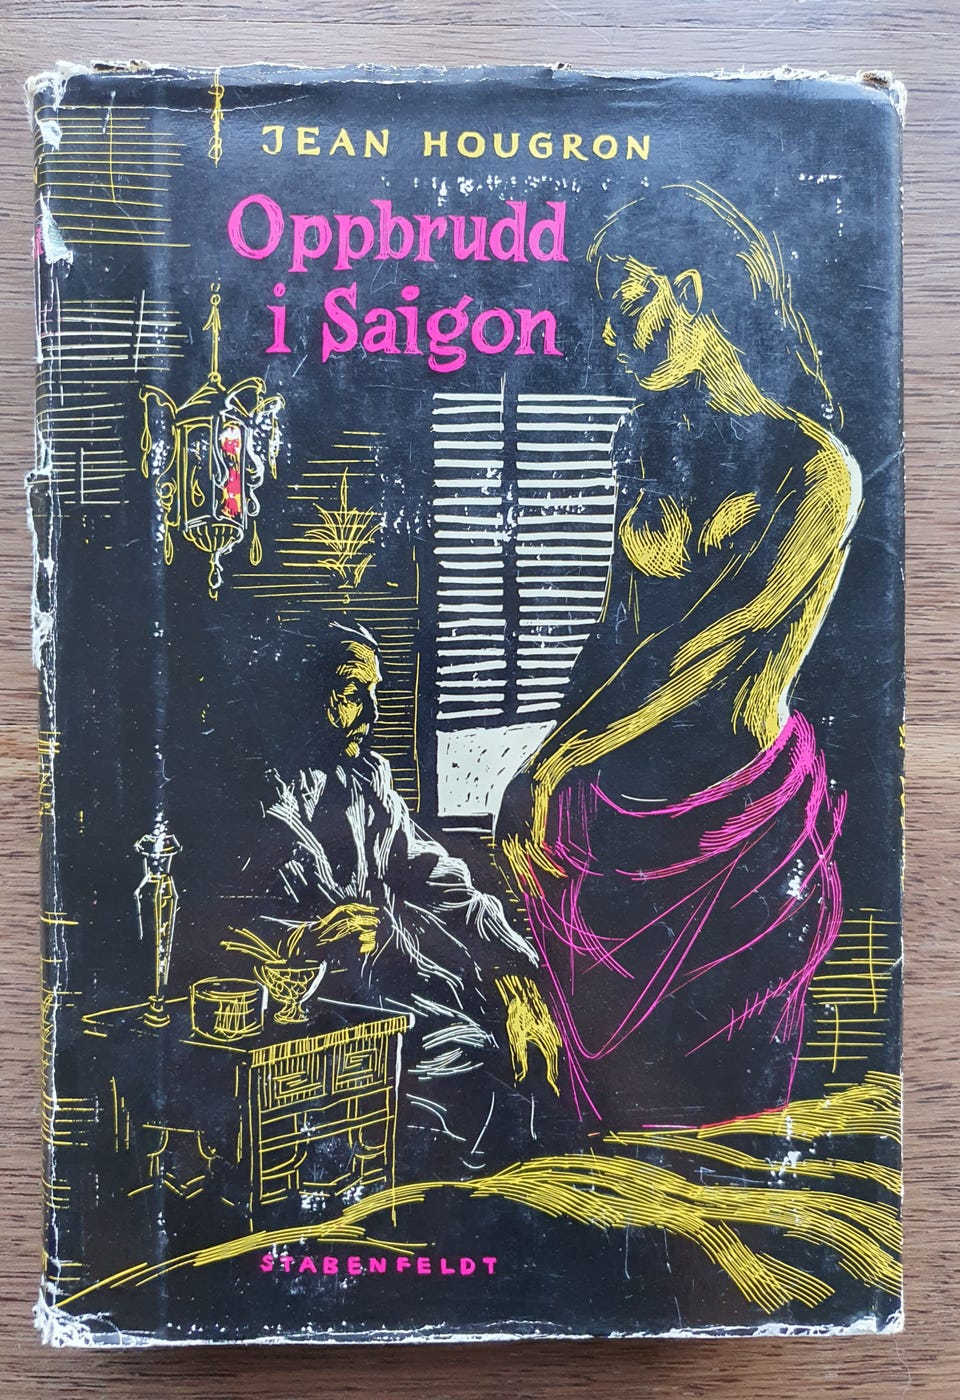 JEAN HOUGRON
Oppbrudd
i Saigon
STABENFELDT